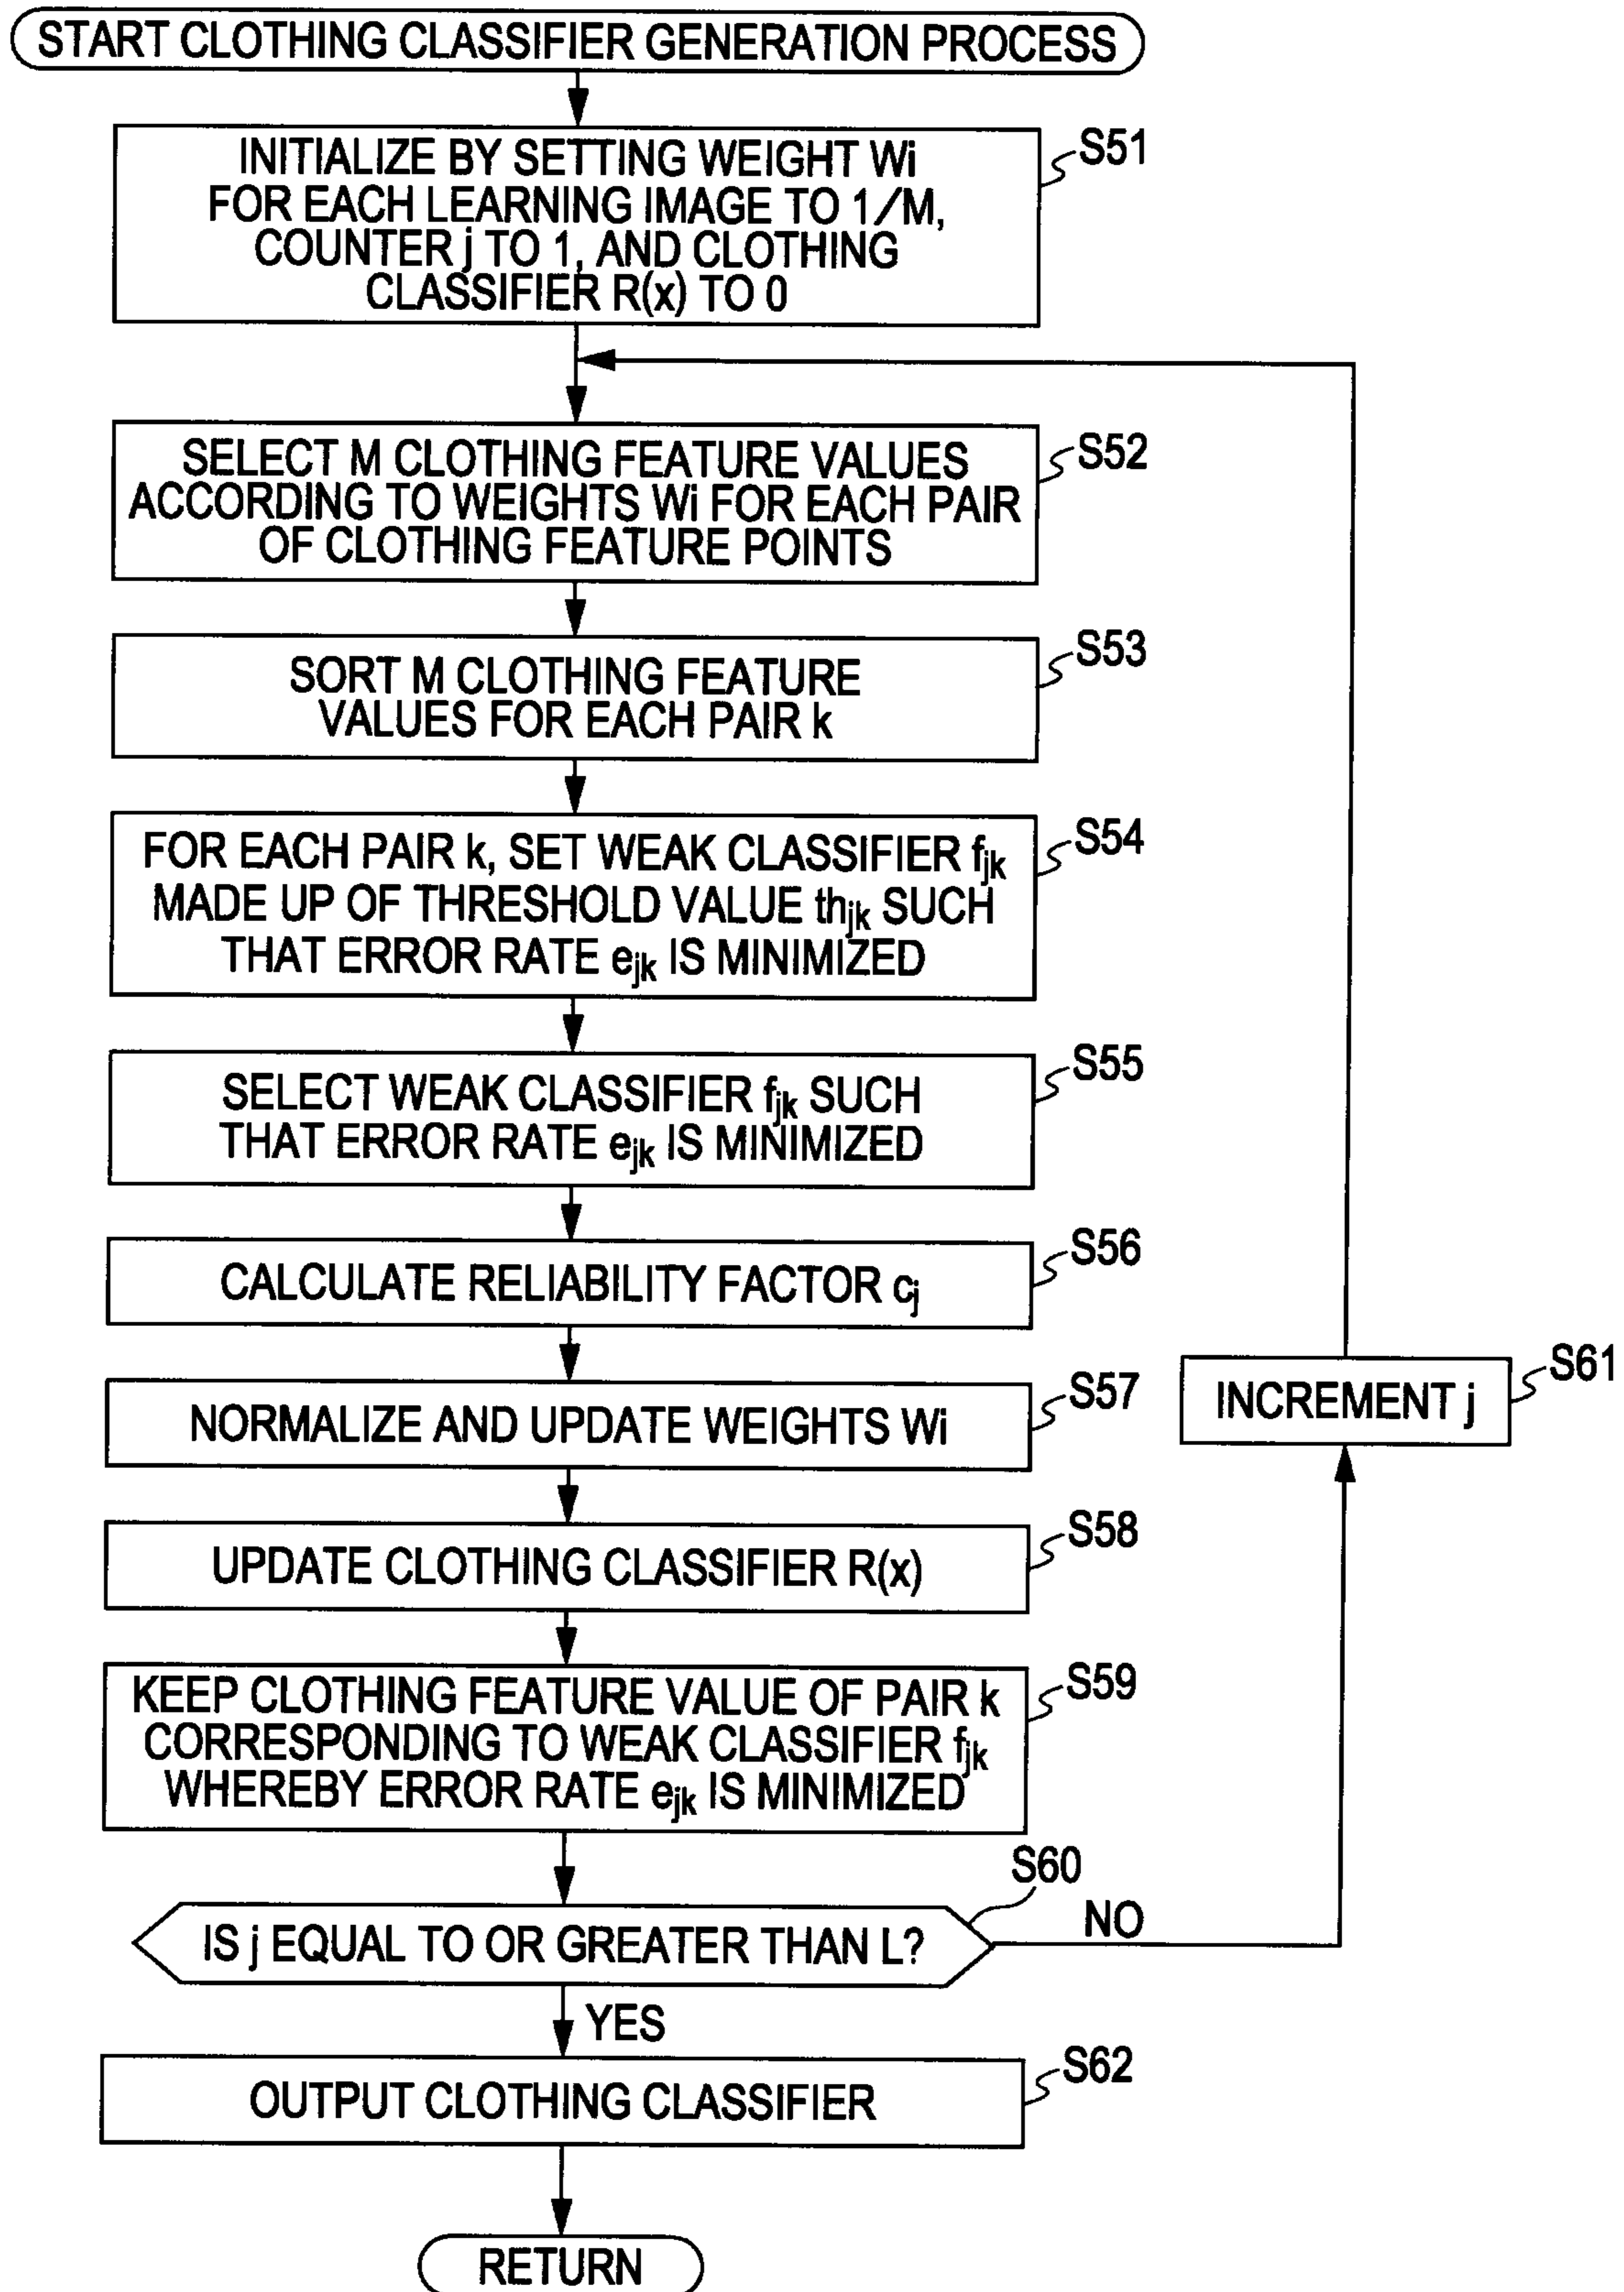 START CLOTHING CLASSIFIER GENERATION PROCESS
INITIALIZE BY SETTING WEIGHT Wi
FOR EACH LEARNING IMAGE TO 1/M,
COUNTER j TO 1, AND CLOTHING
CLASSIFIER R(x) TO 0
S51
SELECT M CLOTHING FEATURE VALUES
ACCORDING TO WEIGHTS Wi FOR EACH PAIR
OF CLOTHING FEATURE POINTS
S52
SORT M CLOTHING FEATURE
VALUES FOR EACH PAIR k
S53
FOR EACH PAIR k, SET WEAK CLASSIFIER fjk
MADE UP OF THRESHOLD VALUE thjk SUCH
THAT ERROR RATE ejk IS MINIMIZED
S54
SELECT WEAK CLASSIFIER fjk SUCH
THAT ERROR RATE ejk IS MINIMIZED
S55
CALCULATE RELIABILITY FACTOR cj
S56
NORMALIZE AND UPDATE WEIGHTS Wi
S57
INCREMENT j
S61
UPDATE CLOTHING CLASSIFIER R(x)
S58
KEEP CLOTHING FEATURE VALUE OF PAIR k
CORRESPONDING TO WEAK CLASSIFIER fjk
WHEREBY ERROR RATE ejk IS MINIMIZED
S59
IS j EQUAL TO OR GREATER THAN L?
S60
NO
YES
OUTPUT CLOTHING CLASSIFIER
S62
RETURN